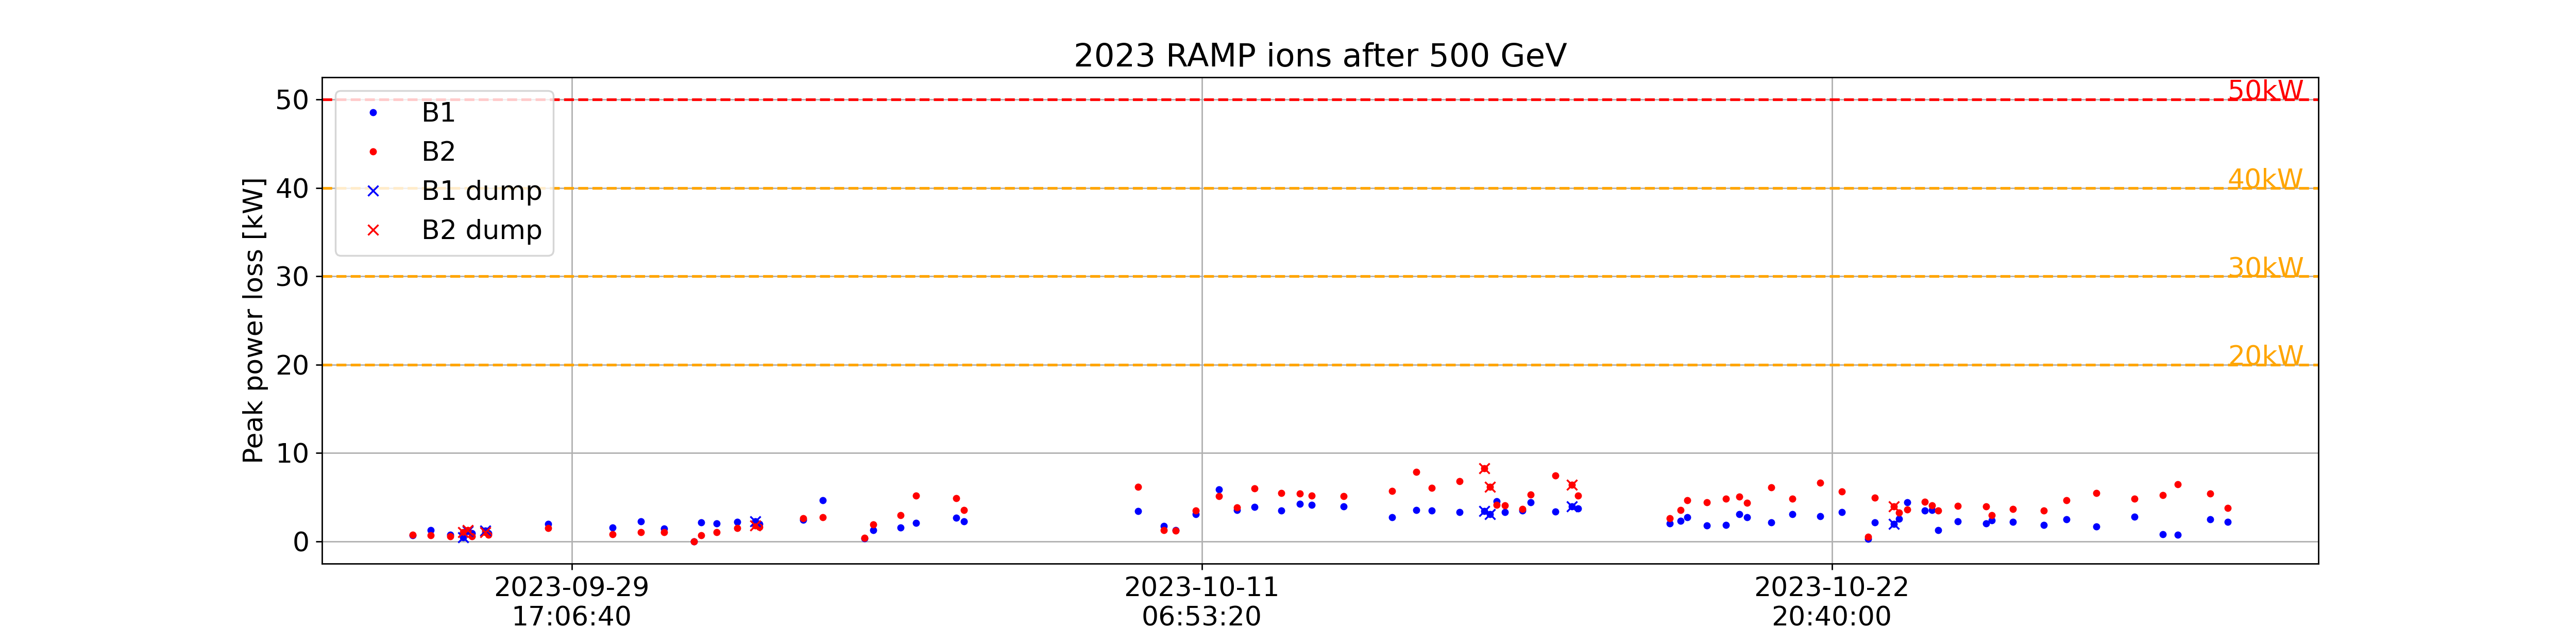 2023 RAMP ions after 500 GeV
Peak power loss [kW]
50
40
30
20
10
0
B1
B2
B1 dump
B2 dump
50kW
40kW
30kW
20kW
2023-09-29
17:06:40
2023-10-11
06:53:20
2023-10-22
20:40:00